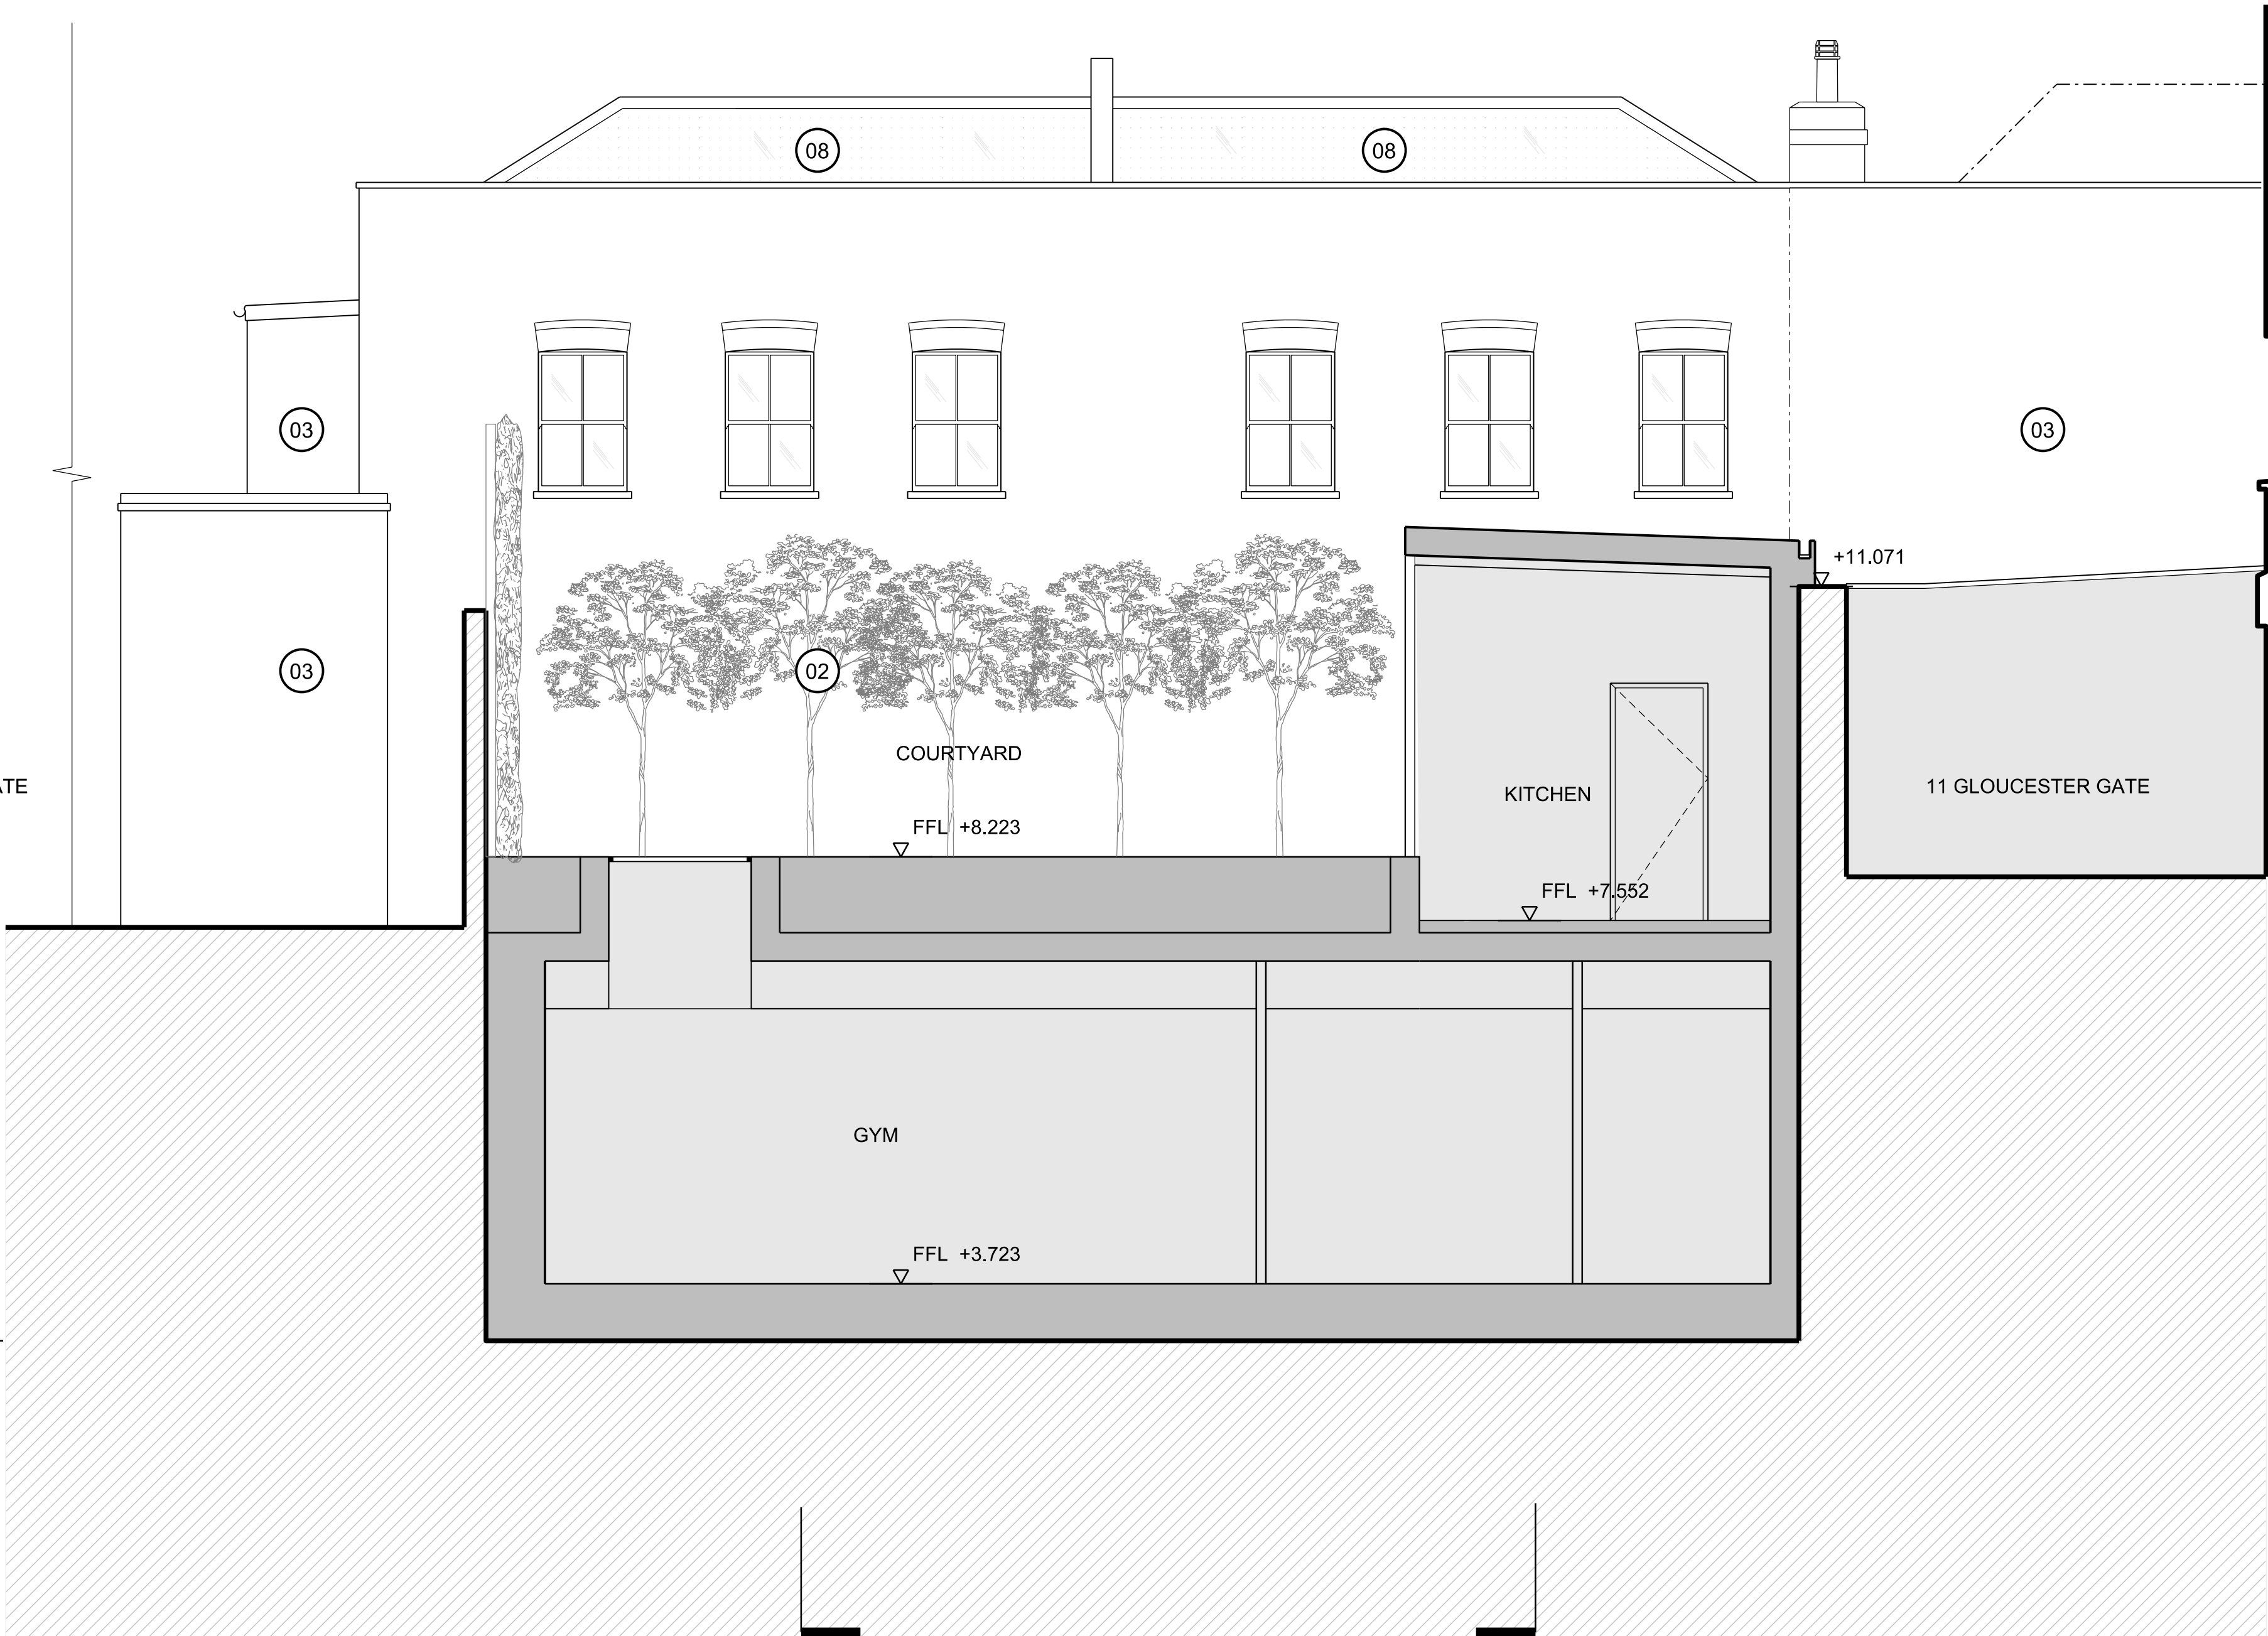 08
08
03
03
+11.071
03
02
COURTYARD
ATE
KITCHEN
11 GLOUCESTER GATE
FFL +8.223
FFL +7.552
GYM
FFL +3.723